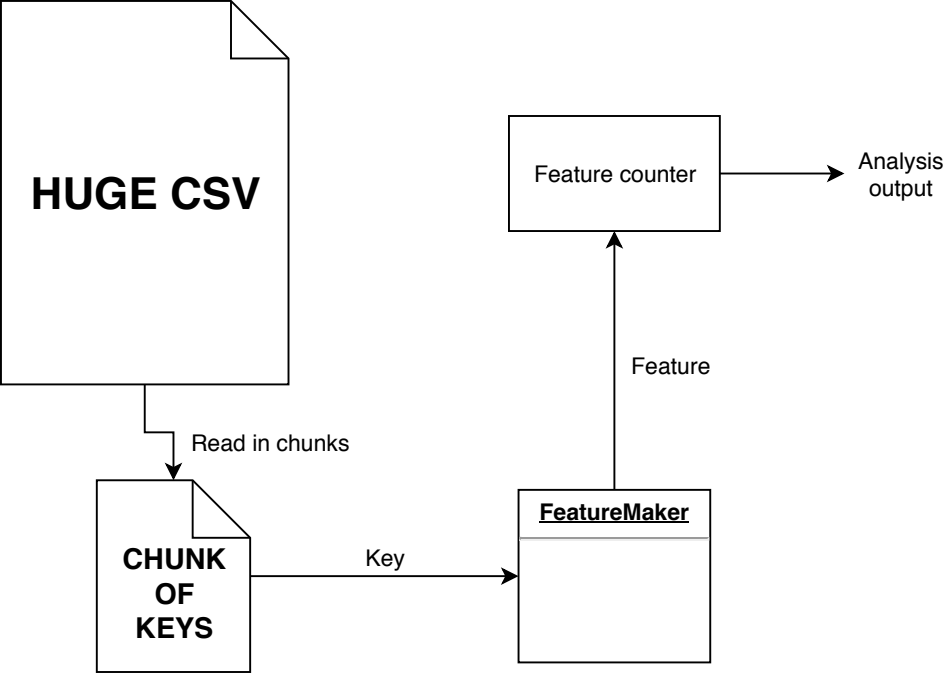 HUGE CSV
Read in chunks
CHUNK
OF
KEYS
Key
FeatureMaker
Feature
Feature counter
Analysis
output